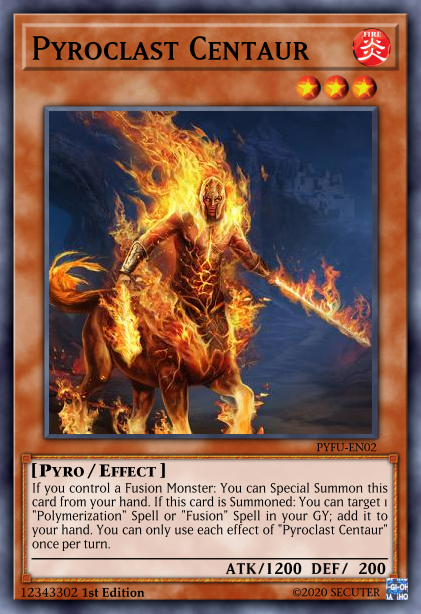 PYROCLAST CENTAUR
FIRE
炎
PYFU-EN02
[PYRO/EFFECT]
If you control a Fusion Monster: You can Special Summon this
card from your hand. If this card is Summoned: You can target 1
"Polymerization" Spell or "Fusion" Spell in your GY; add it to
your hand. You can only use each effect of "Pyroclast Centaur"
once per turn.
ATK/1200 DEF/ 200
12343302 1st Edition
©2020 SECUTER